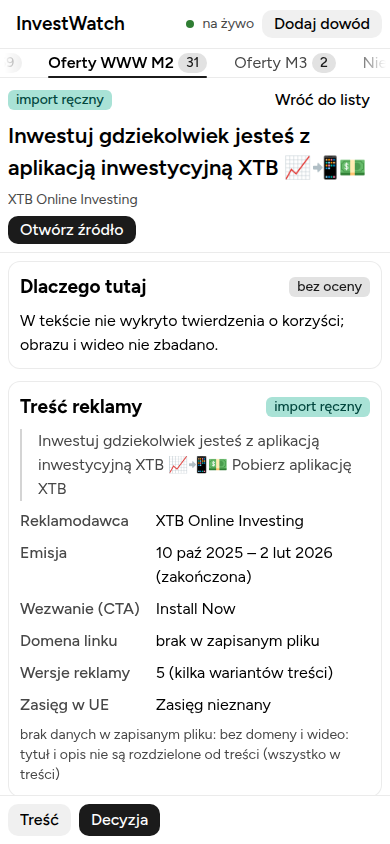 InvestWatch
na żywo
Dodaj dowód
9
Oferty WWW M2 31
Oferty M3 2
Nie
import ręczny
Wróć do listy
Inwestuj gdziekolwiek jesteś z
aplikacją inwestycyjną XTB 📈📲💵
XTB Online Investing
Otwórz źródło
Dlaczego tutaj
bez oceny
W tekście nie wykryto twierdzenia o korzyści;
obrazu i wideo nie zbadano.
Treść reklamy
import ręczny
Inwestuj gdziekolwiek jesteś z aplikacją
inwestycyjną XTB 📈📲💵 Pobierz aplikację
XTB
Reklamodawca XTB Online Investing
Emisja 10 paź 2025 – 2 lut 2026
(zakończona)
Wezwanie (CTA) Install Now
Domena linku brak w zapisanym pliku
Wersje reklamy 5 (kilka wariantów treści)
Zasięg w UE Zasięg nieznany
brak danych w zapisanym pliku: bez domeny i wideo:
tytuł i opis nie są rozdzielone od treści (wszystko w
treści)
Treść
Decyzja